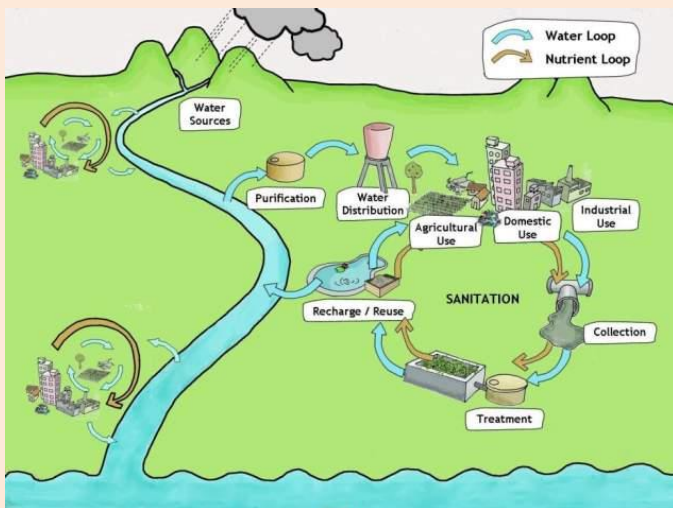 Water Loop
Nutrient Loop
Water
Sources
Purification
Water
Distribution
Agricultural
Use
Domestic
Use
Industrial
Use
Recharge / Reuse
SANITATION
Collection
Treatment